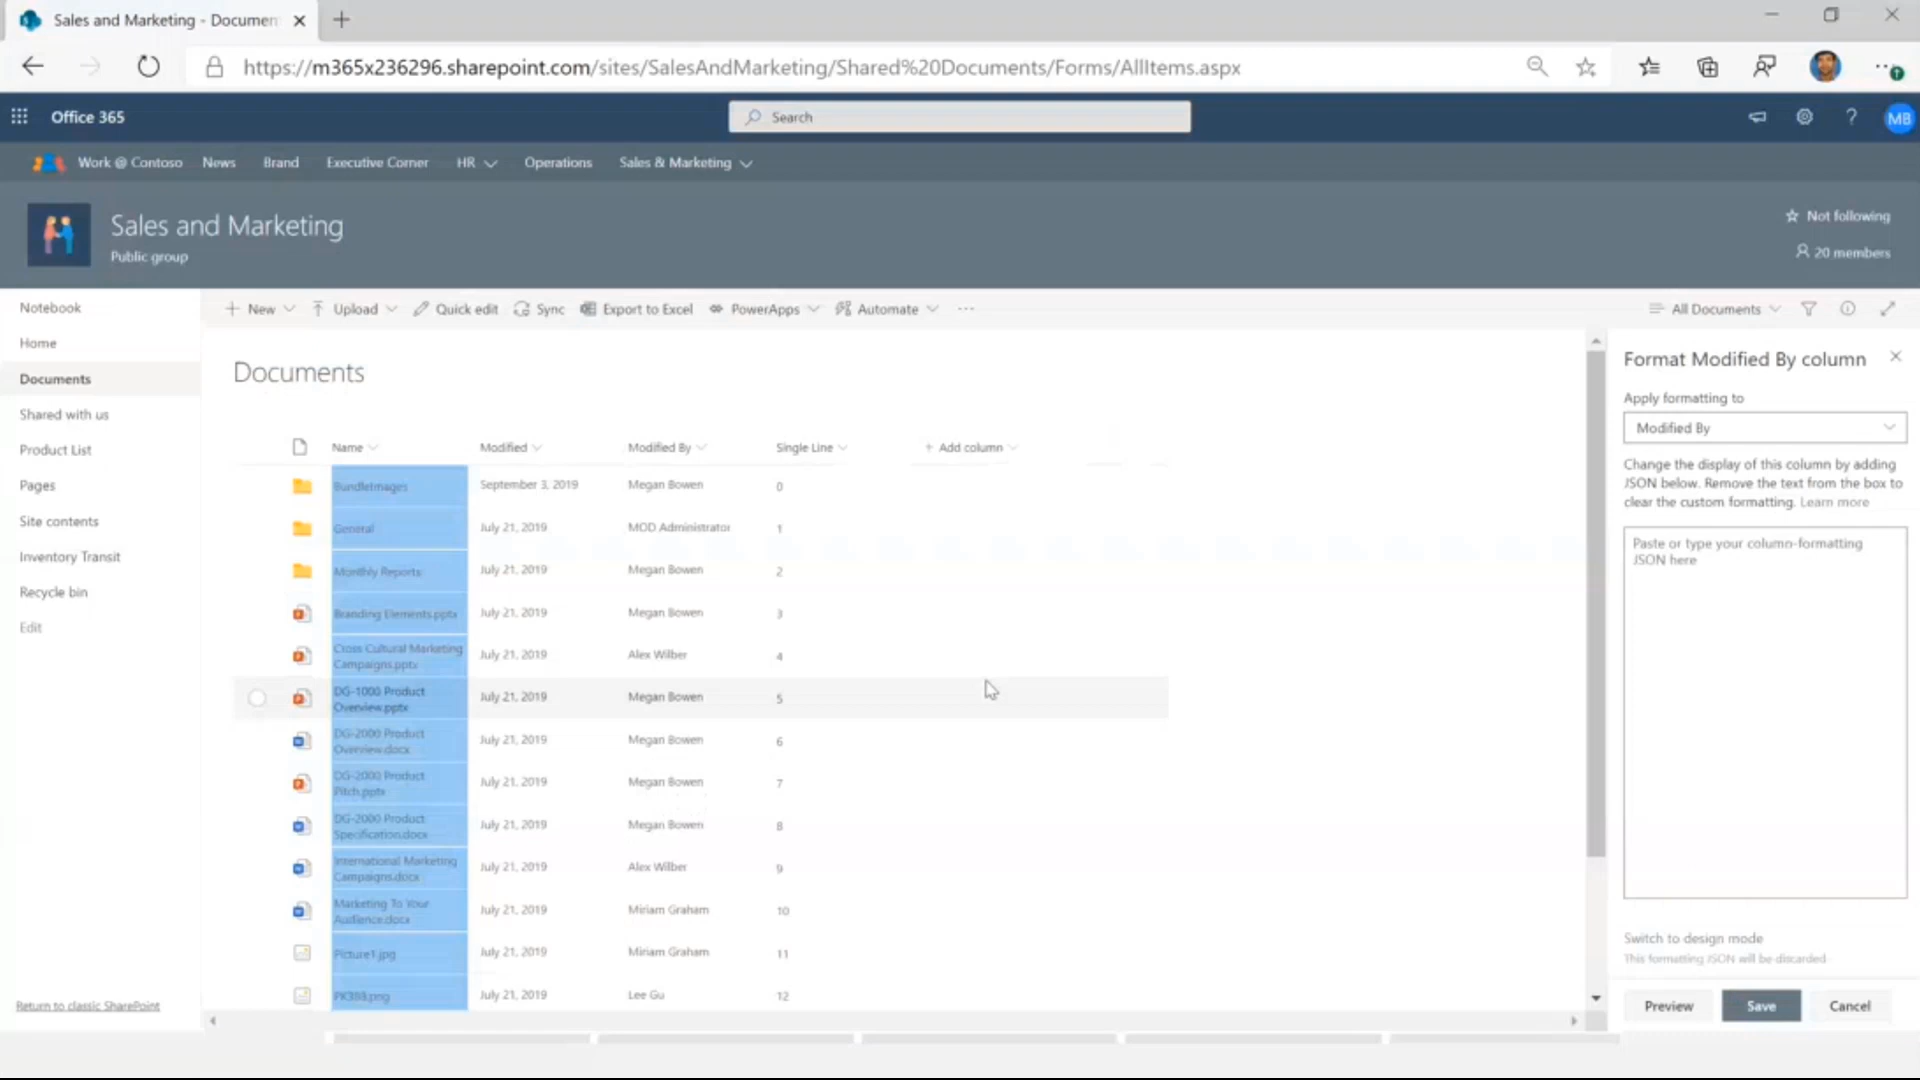 Sales and Marketing - Documen
https://m365x236296.sharepoint.com/sites/SalesAndMarketing/Shared%20Documents/Forms/AllItems.aspx
Office 365
Search
MB
Work @ Contoso News Brand Executive Corner HR Operations Sales & Marketing
Sales and Marketing
Public group
Not following
20 members
Notebook
Home
Documents
Shared with us
Product List
Pages
Site contents
Inventory Transit
Recycle bin
Edit
Return to classic SharePoint
+ New Upload Quick edit Sync Export to Excel PowerApps Automate ...
All Documents
Documents
Name Modified Modified By Single Line + Add column
BundleImages September 3, 2019 Megan Bowen 0
General July 21, 2019 MOD Administrator 1
Monthly Reports July 21, 2019 Megan Bowen 2
Branding Elements.pptx July 21, 2019 Megan Bowen 3
Cross Cultural Marketing Campaigns.pptx July 21, 2019 Alex Wilber 4
DG-1000 Product Overview.pptx July 21, 2019 Megan Bowen 5
DG-2000 Product Overview.docx July 21, 2019 Megan Bowen 6
DG-2000 Product Pitch.pptx July 21, 2019 Megan Bowen 7
DG-2000 Product Specification.docx July 21, 2019 Megan Bowen 8
International Marketing Campaigns.docx July 21, 2019 Alex Wilber 9
Marketing To Your Audience.docx July 21, 2019 Miriam Graham 10
Picture1.jpg July 21, 2019 Miriam Graham 11
July 21, 2019 Lee Gu 12
Format Modified By column
Apply formatting to
Modified By
Change the display of this column by adding
JSON below. Remove the text from the box to
clear the custom formatting. Learn more
Paste or type your column-formatting
JSON here
Switch to design mode
This formatting JSON will be discarded
Preview Save Cancel